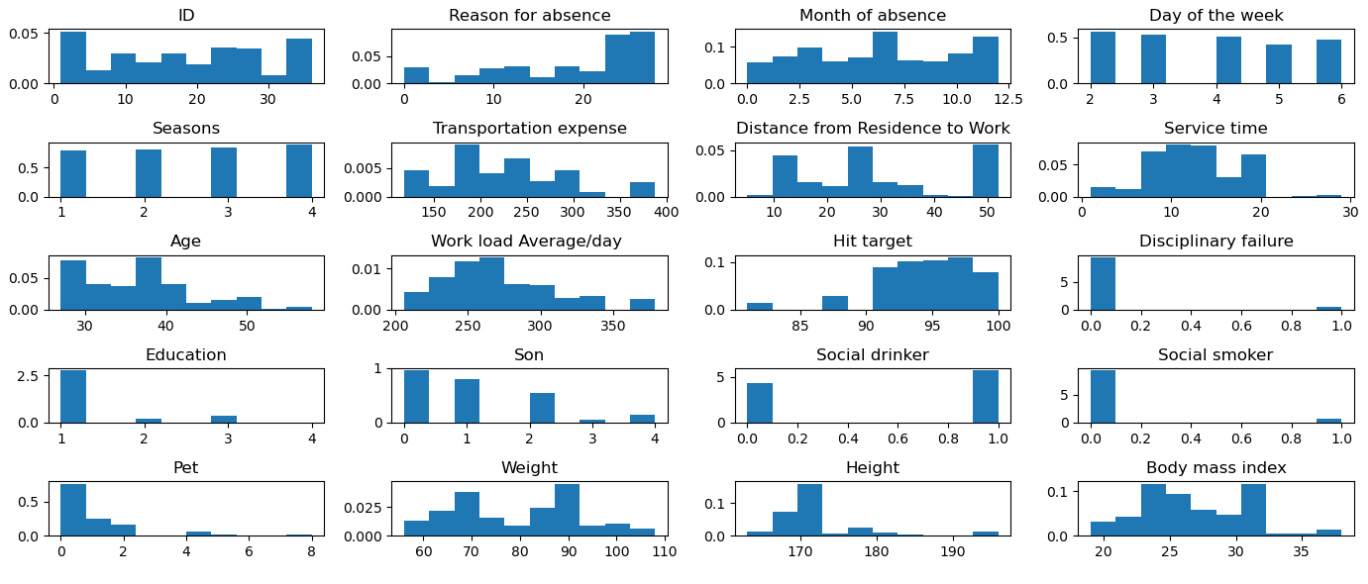 ID
0.05
0.00
0 10 20 30
Reason for absence
0.05
0.00
0 10 20
Month of absence
0.1
0.0
0.0 2.5 5.0 7.5 10.0 12.5
Day of the week
0.5
0.0
2 3 4 5 6
Seasons
0.5
0.0
1 2 3 4
Transportation expense
0.005
0.000
150 200 250 300 350 400
Distance from Residence to Work
0.05
0.00
10 20 30 40 50
Service time
0.05
0.00
0 10 20 30
Age
0.05
0.00
30 40 50
Work load Average/day
0.01
0.00
200 250 300 350
Hit target
0.1
0.0
85 90 95 100
Disciplinary failure
5
0
0.0 0.2 0.4 0.6 0.8 1.0
Education
2.5
0.0
1 2 3 4
Son
1
0
0 1 2 3 4
Social drinker
5
0
0.0 0.2 0.4 0.6 0.8 1.0
Social smoker
5
0
0.0 0.2 0.4 0.6 0.8 1.0
Pet
0.5
0.0
0 2 4 6 8
Weight
0.025
0.000
60 70 80 90 100 110
Height
0.1
0.0
170 180 190
Body mass index
0.1
0.0
20 25 30 35